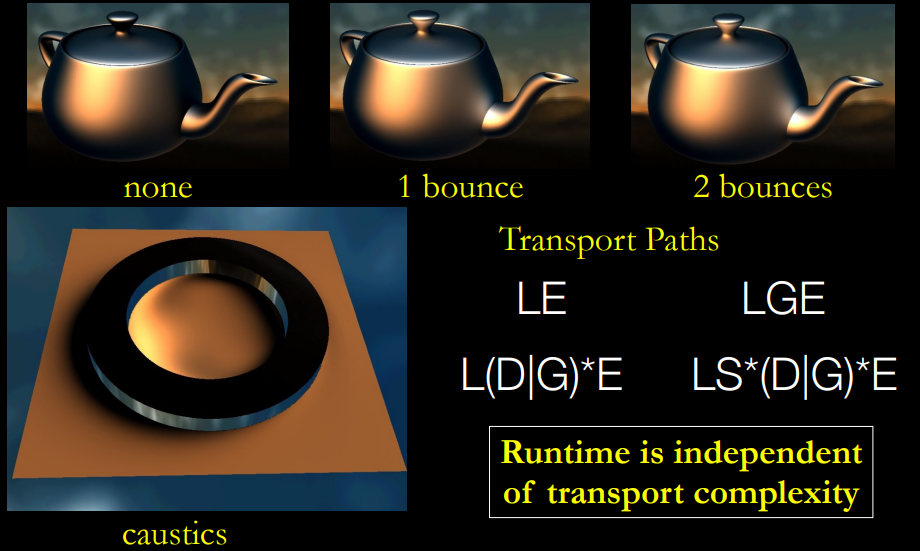 none
1 bounce
2 bounces
Transport Paths
LE
LGE
L(D|G)*E
LS*(D|G)*E
Runtime is independent
of transport complexity
caustics